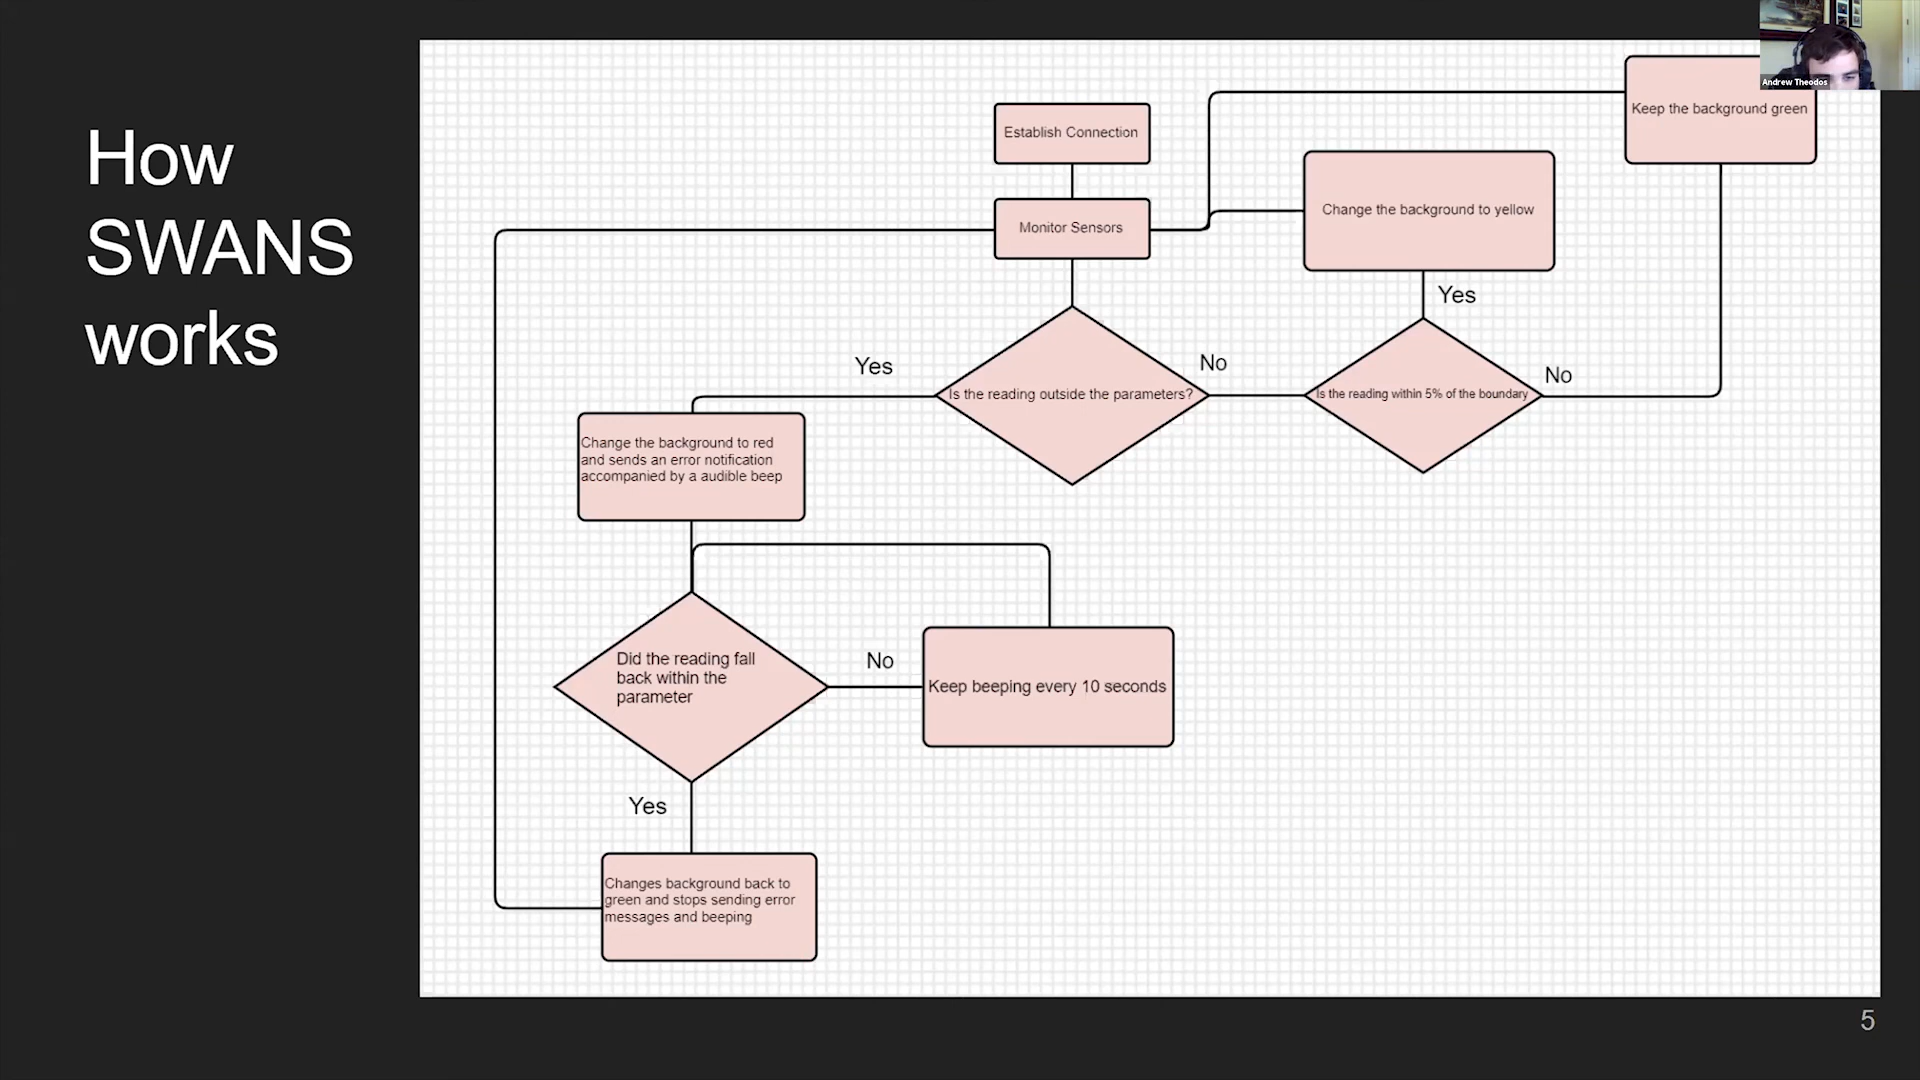 How
SWANS
works
Andrew Theodos
Keep the background green
Establish Connection
Change the background to yellow
Monitor Sensors
Yes
Yes
No
No
Is the reading outside the parameters?
Is the reading within 5% of the boundary
Change the background to red
and sends an error notification
accompanied by a audible beep
Did the reading fall
back within the
parameter
No
Keep beeping every 10 seconds
Yes
Changes background back to
green and stops sending error
messages and beeping
5